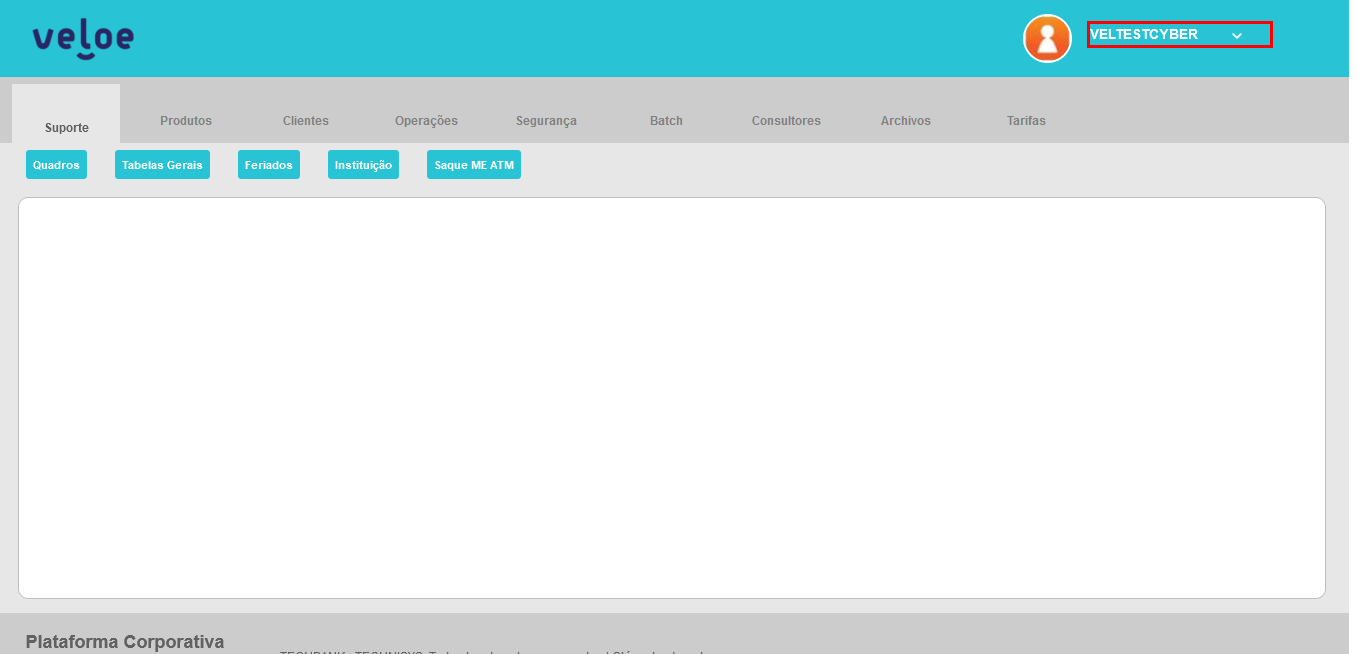 veloe
VELTESTCYBER
Suporte
Produtos
Clientes
Operações
Segurança
Batch
Consultores
Archivos
Tarifas
Quadros
Tabelas Gerais
Feriados
Instituição
Saque ME ATM
Plataforma Corporativa